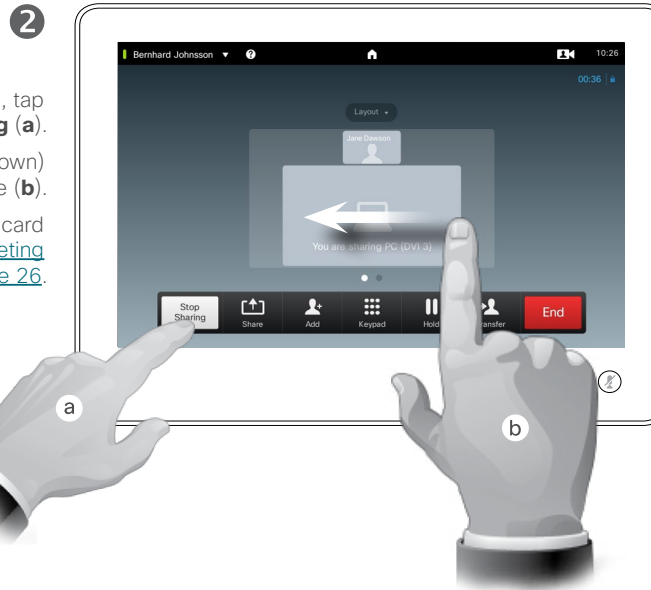 2
, tap
g (a).
own)
e (b).
card
eting
e 26.
Bernhard Johnsson ? 10:26
00:36
Layout
Jane Dawson
You are sharing PC (DVI 3)
Stop
Sharing
Share Add Keypad Hold ransfer End
a
b